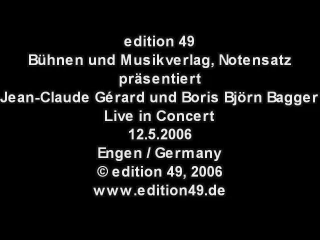 edition 49
Bühnen und Musikverlag, Notensatz
präsentiert
Jean-Claude Gérard und Boris Björn Bagger
Live in Concert
12.5.2006
Engen / Germany
© edition 49, 2006
www.edition49.de